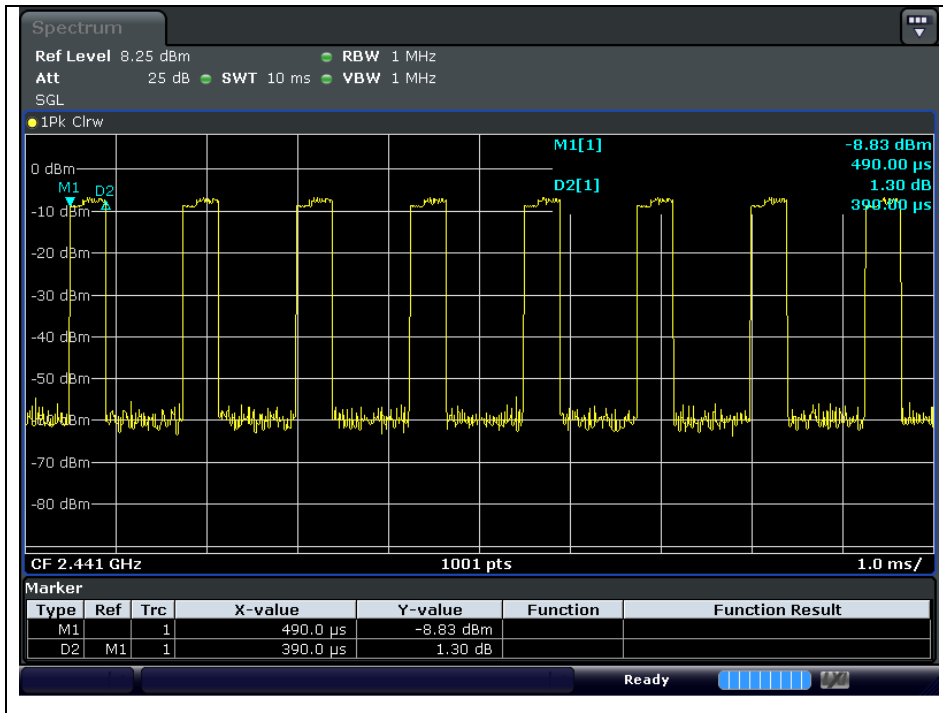 Spectrum
Ref Level 8.25 dBm RBW 1 MHz
Att 25 dB SWT 10 ms VBW 1 MHz
SGL
1Pk Clrw
M1[1] -8.83 dBm
490.00 µs
D2[1] 1.30 dB
390.00 µs
0 dBm
M1 D2
-10 dBm
-20 dBm
-30 dBm
-40 dBm
-50 dBm
-60 dBm
-70 dBm
-80 dBm
CF 2.441 GHz 1001 pts 1.0 ms/
Marker
Type Ref Trc X-value Y-value Function Function Result
M1 1 490.0 µs -8.83 dBm
D2 M1 1 390.0 µs 1.30 dB
Ready